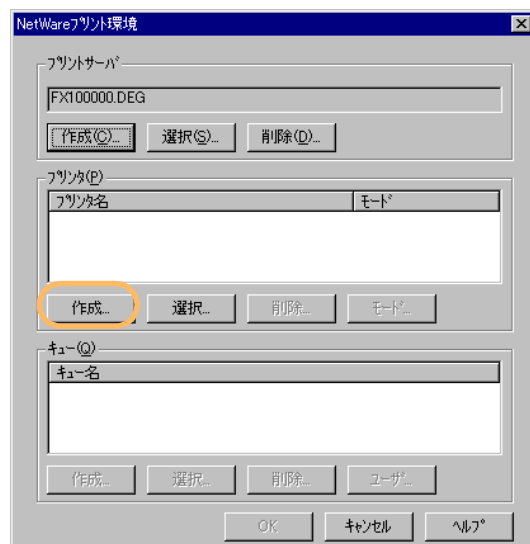 NetWareﾌﾟﾘﾝﾄ環境
ﾌﾟﾘﾝﾄｻｰﾊﾞ
FX100000.DEG
作成(C)... 選択(S)... 削除(D)...
ﾌﾟﾘﾝﾀ(P)
ﾌﾟﾘﾝﾀ名 ﾓｰﾄﾞ
作成... 選択... 削除... ﾓｰﾄﾞ...
ｷｭｰ(Q)
ｷｭｰ名
作成... 選択... 削除... ﾕｰｻﾞ...
OK ｷｬﾝｾﾙ ﾍﾙﾌﾟ